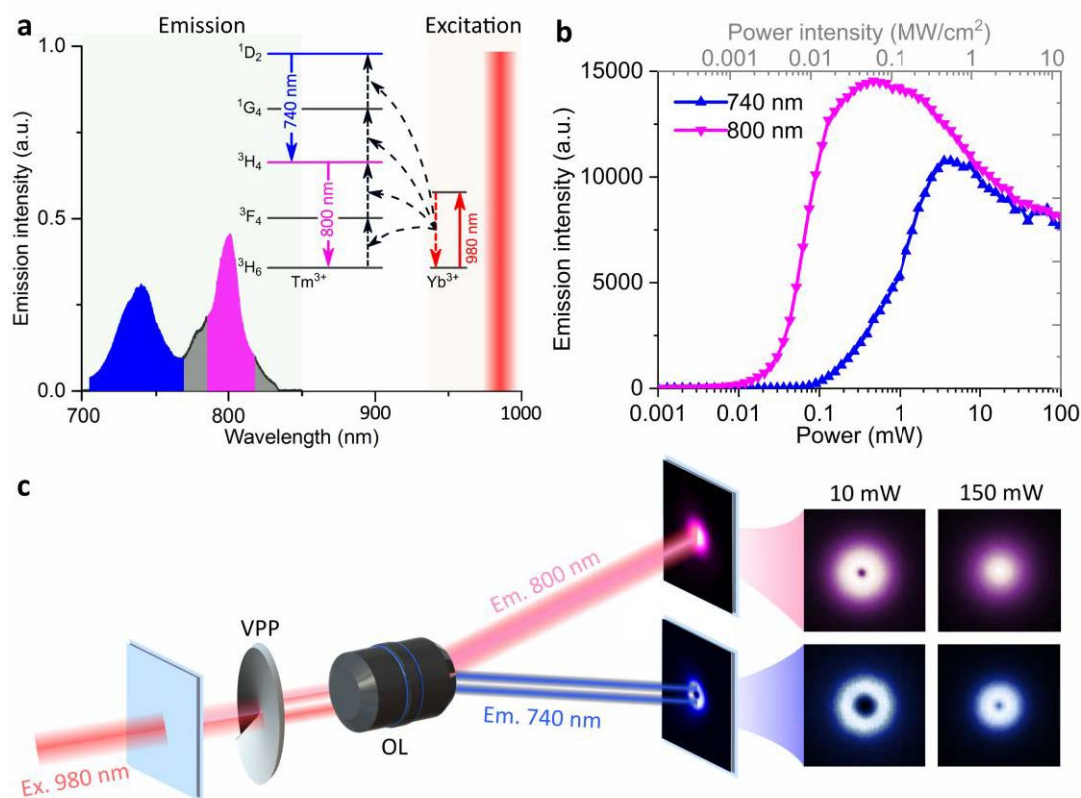 a
Emission
Excitation
1.0
0.5
0.0
Emission intensity (a.u.)
¹D₂
¹G₄
³H₄
³F₄
³H₆
740 nm
800 nm
980 nm
Tm³⁺
Yb³⁺
700
800
900
1000
Wavelength (nm)
b
Power intensity (MW/cm²)
0.001
0.01
0.1
1
10
740 nm
800 nm
15000
10000
5000
0
Emission intensity (a.u.)
0.001
0.01
0.1
1
10
100
Power (mW)
c
Ex. 980 nm
VPP
OL
Em. 800 nm
Em. 740 nm
10 mW
150 mW